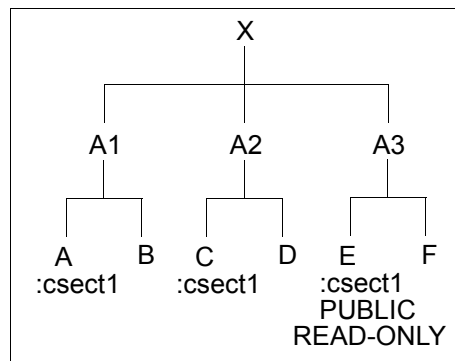 X
A1 A2 A3
A B C D E F
:csect1 :csect1 :csect1
PUBLIC
READ-ONLY